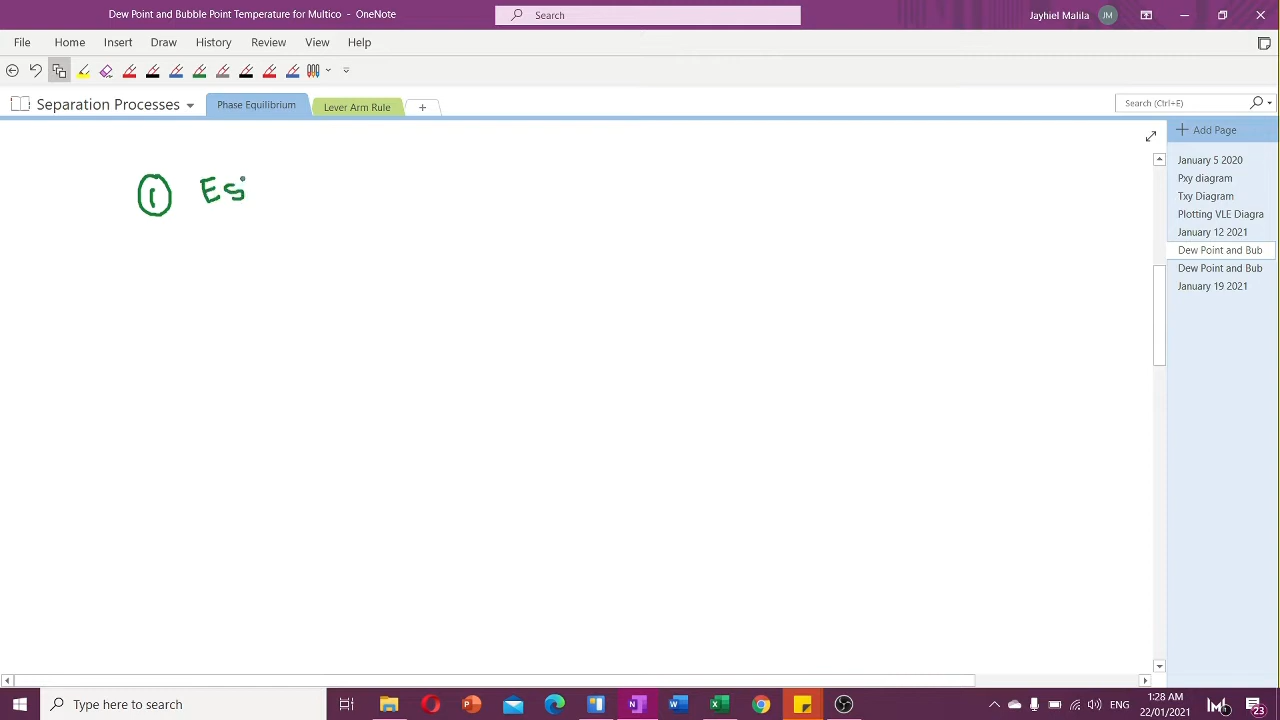 Dew Point and Bubble Point Temperature for Multico - OneNote
Search
Jayhiel Malila
JM
File Home Insert Draw History Review View Help
Separation Processes
Phase Equilibrium
Lever Arm Rule
Search (Ctrl+E)
Add Page
January 5 2020
Pxy diagram
Txy Diagram
Plotting VLE Diagra
January 12 2021
Dew Point and Bub
Dew Point and Bub
January 19 2021
① Es
Type here to search
ENG
1:28 AM
22/01/2021
23